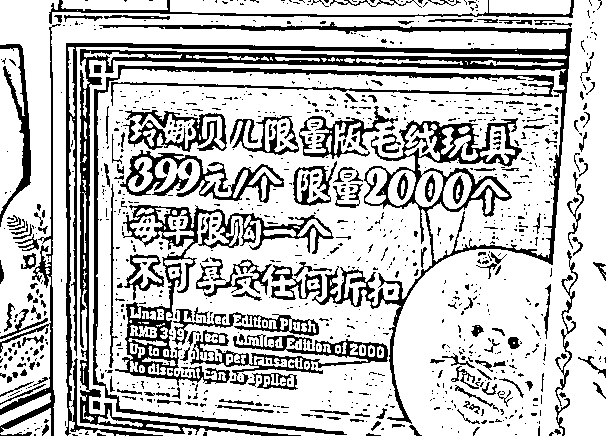 玲娜贝儿限量版毛线玩具
399元/个 限量2000个
每单限购一个
不可享受任何折扣
LinaBell Limited Edition Plush
RMB 399/piece Limited Edition of 2000
Up to one plush per transaction
No discount can be applied
LinaBell
2021